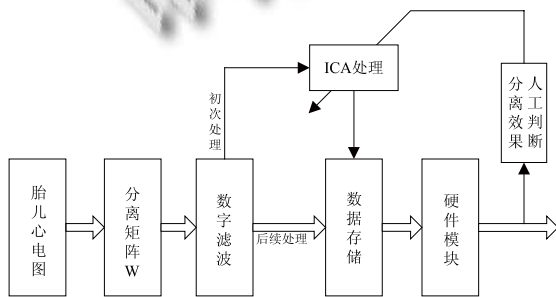 ICA处理
初次处理
人工判断
分离效果
胎儿心电图
分离矩阵W
数字滤波
后续处理
数据存储
硬件模块